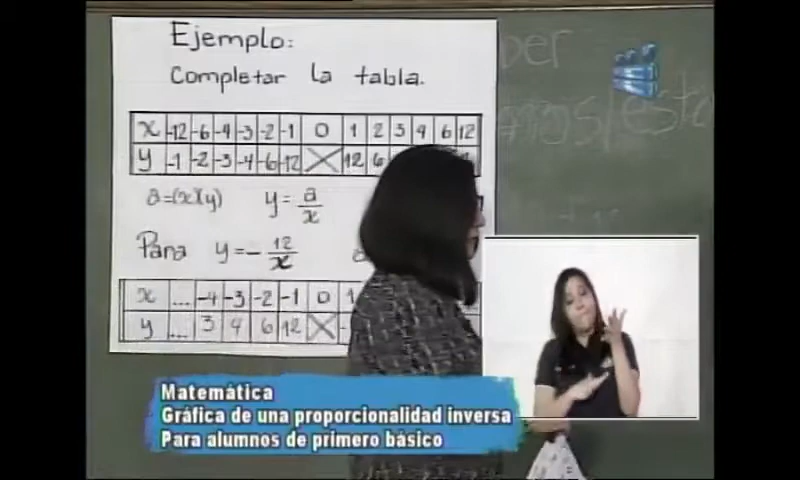 Ejemplo:
Completar la tabla.
x -12 -6 -4 -3 -2 -1 0 1 2 3 4 6 12
y -1 -2 -3 -4 -6 -12 12 6
a=(x)(y) y = a/x
Para y = - 12/x
x ... -4 -3 -2 -1 0 1
y ... 3 4 6 12
Matemática
Gráfica de una proporcionalidad inversa
Para alumnos de primero básico